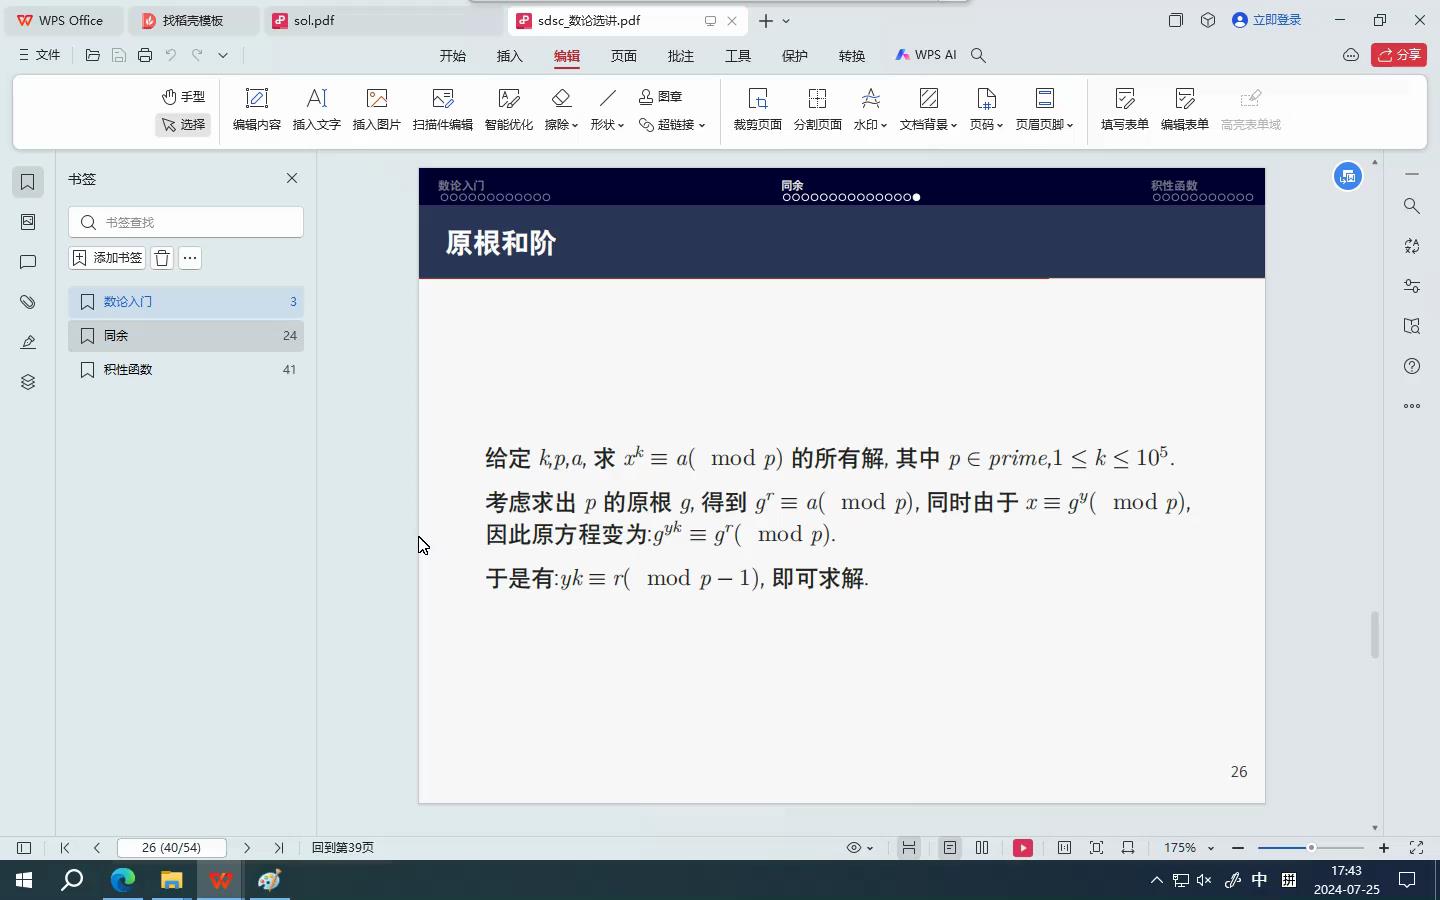 WPS Office
找稻壳模板
sol.pdf
sdsc_数论选讲.pdf
立即登录
文件
开始
插入
编辑
页面
批注
工具
保护
转换
WPS AI
分享
手型
选择
编辑内容
插入文字
插入图片
扫描件编辑
智能优化
擦除
形状
图章
超链接
裁剪页面
分割页面
水印
文档背景
页码
页眉页脚
填写表单
编辑表单
高亮表单域
书签
书签查找
添加书签
数论入门 3
同余 24
积性函数 41
数论入门
同余
积性函数
原根和阶
给定 k,p,a, 求 x^k ≡ a( mod p) 的所有解, 其中 p ∈ prime,1 ≤ k ≤ 10^5.
考虑求出 p 的原根 g, 得到 g^r ≡ a( mod p), 同时由于 x ≡ g^y( mod p),
因此原方程变为:g^{yk} ≡ g^r( mod p).
于是有:yk ≡ r( mod p − 1), 即可求解.
26
26 (40/54)
回到第39页
175%
中
拼
17:43
2024-07-25